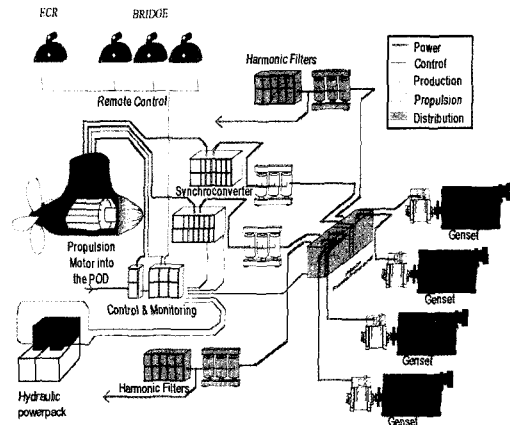 ECR BRIDGE
Harmonic Filters
Power
Control
Production
Propulsion
Distribution
Remote Control
Synchroconverter
Propulsion
Motor into
the POD
Control & Monitoring
Genset
Genset
Genset
Genset
Hydraulic
powerpack
Harmonic Filters